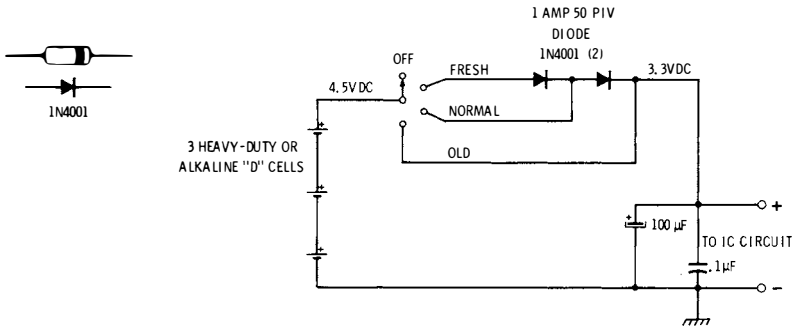 1 AMP 50 PIV
DIODE
1N4001 (2)
OFF
FRESH
3.3VDC
4.5VDC
1N4001
NORMAL
3 HEAVY-DUTY OR
ALKALINE "D" CELLS
OLD
+
+
+
+
+
100 µF
TO IC CIRCUIT
.1µF
-